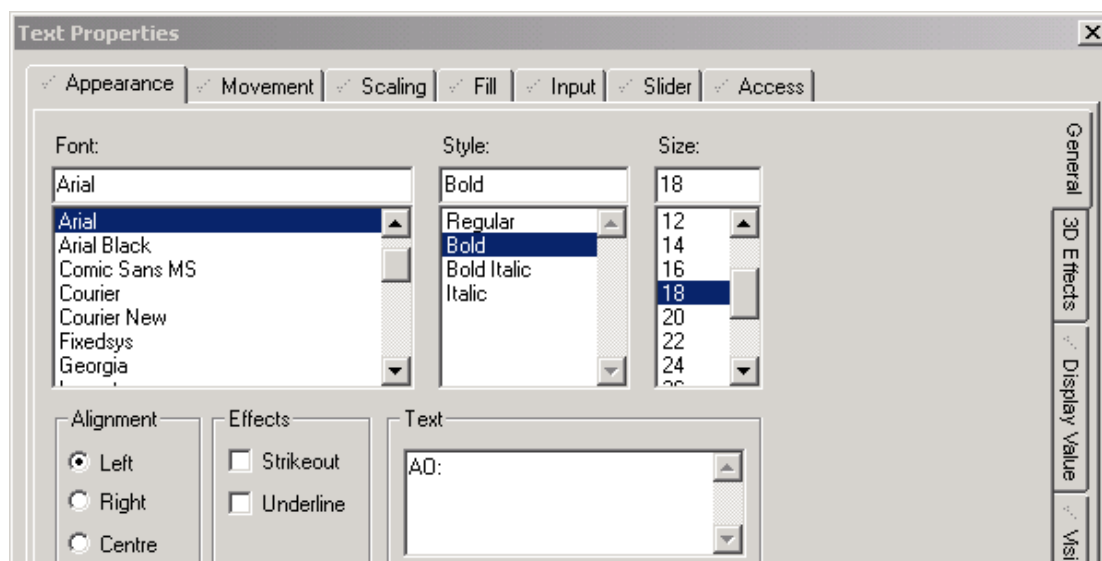 Text Properties
Appearance Movement Scaling Fill Input Slider Access
Font: Style: Size:
Arial Bold 18
Arial
Arial Black
Comic Sans MS
Courier
Courier New
Fixedsys
Georgia
Regular
Bold
Bold Italic
Italic
12
14
16
18
20
22
24
Alignment
Left
Right
Centre
Effects
Strikeout
Underline
Text
AO:
General
3D Effects
Display Value